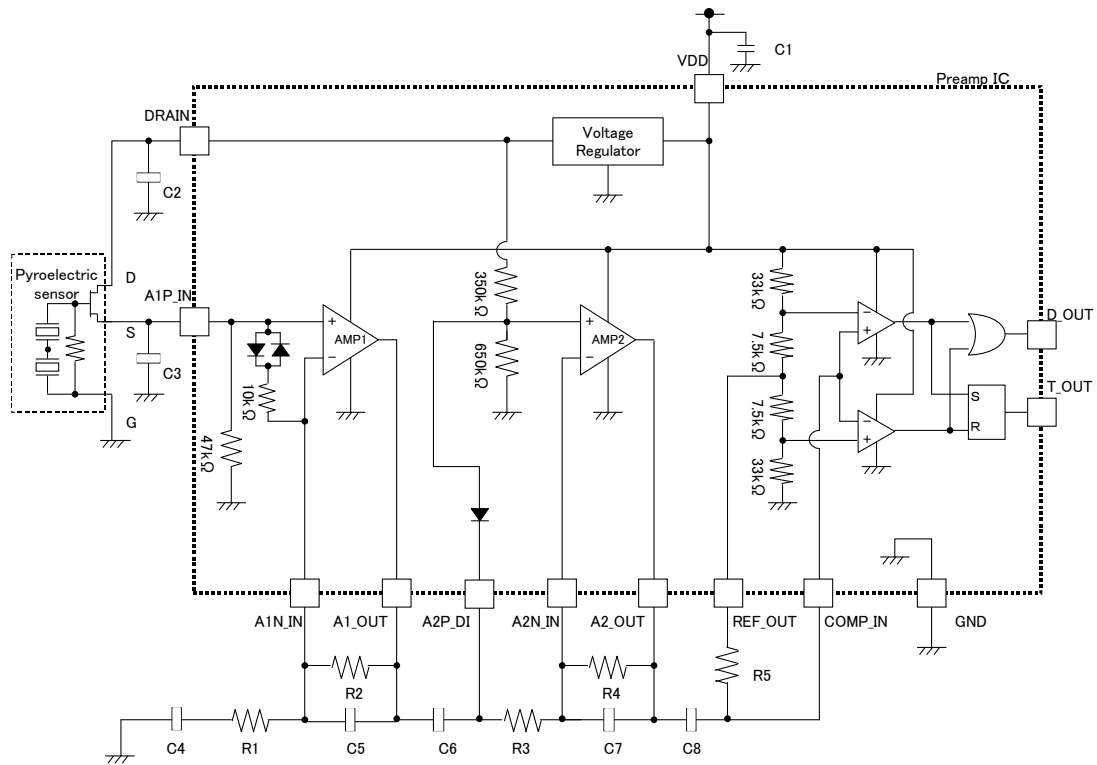 C1
VDD
Preamp IC
DRAIN
Voltage
Regulator
C2
Pyroelectric
sensor
D
A1P_IN
S
C3
G
47kΩ
10kΩ
+
−
AMP1
350kΩ
650kΩ
+
−
AMP2
33kΩ
7.5kΩ
7.5kΩ
33kΩ
−
+
−
+
D_OUT
T_OUT
S
R
A1N_IN
A1_OUT
A2P_DI
A2N_IN
A2_OUT
REF_OUT
COMP_IN
GND
R2
R4
R5
C4
R1
C5
C6
R3
C7
C8